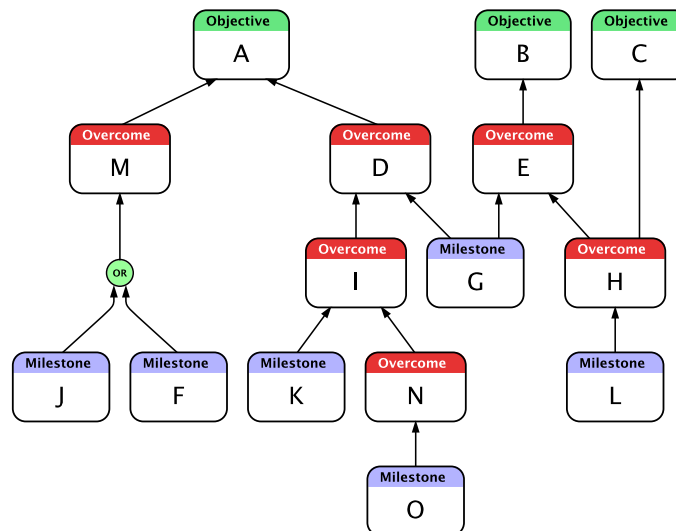 Objective
A
Objective
B
Objective
C
Overcome
M
Overcome
D
Overcome
E
Overcome
I
Milestone
G
Overcome
H
OR
Milestone
J
Milestone
F
Milestone
K
Overcome
N
Milestone
L
Milestone
O